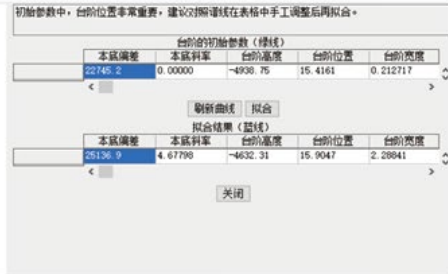 初始参数中，台阶位置非常重要，建议对照谱线在表格中手工调整后再拟合。
台阶的初始参数（绿线）
本底偏差 本底斜率 台阶高度 台阶位置 台阶宽度
22745.2 0.00000 -4938.75 15.4161 0.212717
刷新曲线 拟合
拟合结果（蓝线）
本底偏差 本底斜率 台阶高度 台阶位置 台阶宽度
25136.9 4.67798 -4632.31 15.9047 2.28841
关闭